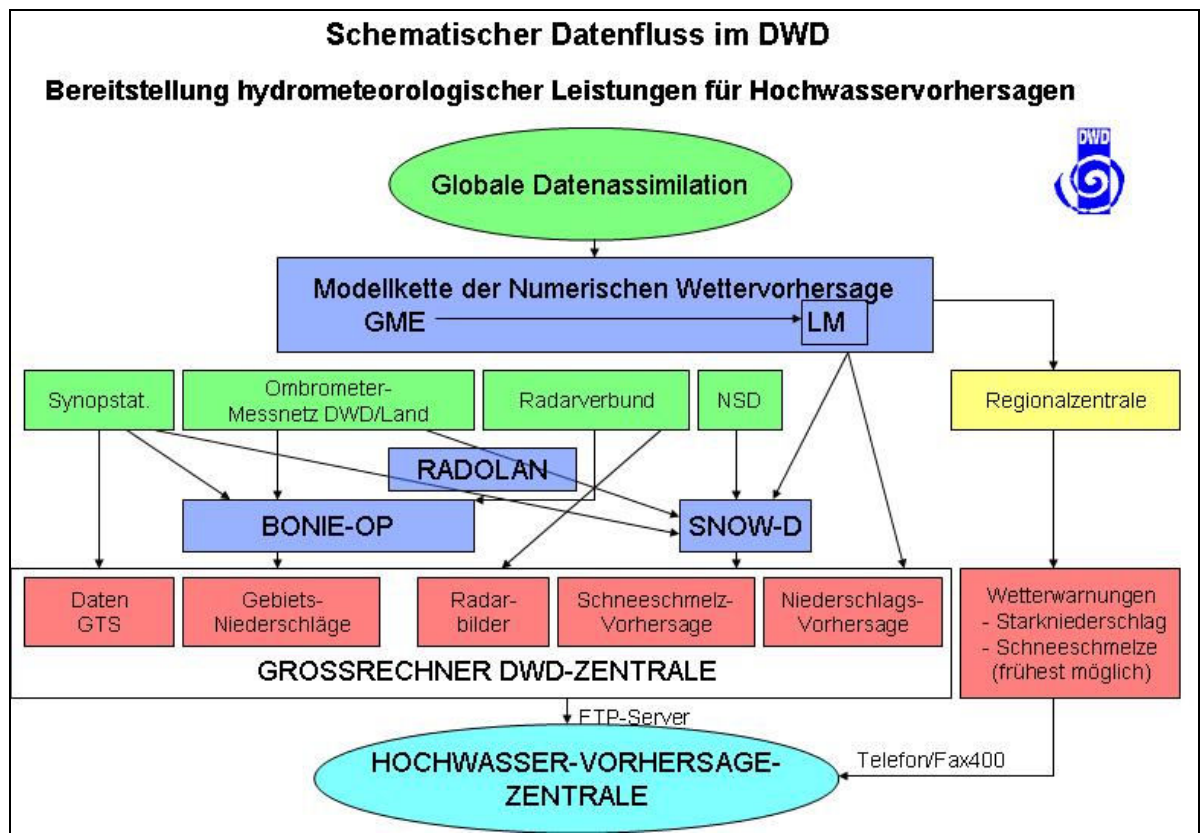 Schematischer Datenfluss im DWD
Bereitstellung hydrometeorologischer Leistungen für Hochwasservorhersagen
DWD
Globale Datenassimilation
Modellkette der Numerischen Wettervorhersage
GME
LM
Synopstat.
Ombrometer-
Messnetz DWD/Land
Radarverbund
NSD
Regionalzentrale
RADOLAN
BONIE-OP
SNOW-D
Daten
GTS
Gebiets-
Niederschläge
Radar-
bilder
Schneeschmelz-
Vorhersage
Niederschlags-
Vorhersage
Wetterwarnungen
- Starkniederschlag
- Schneeschmelze
(frühest möglich)
GROSSRECHNER DWD-ZENTRALE
FTP-Server
HOCHWASSER-VORHERSAGE-
ZENTRALE
Telefon/Fax400